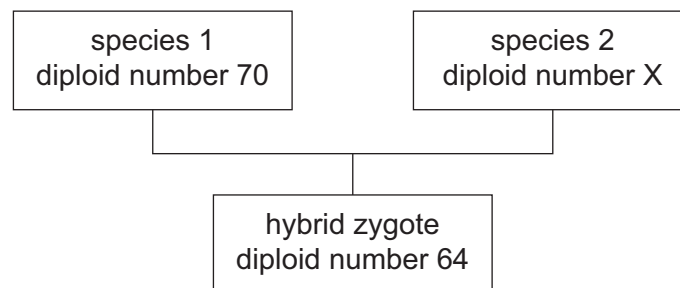 species 1
diploid number 70
species 2
diploid number X
hybrid zygote
diploid number 64